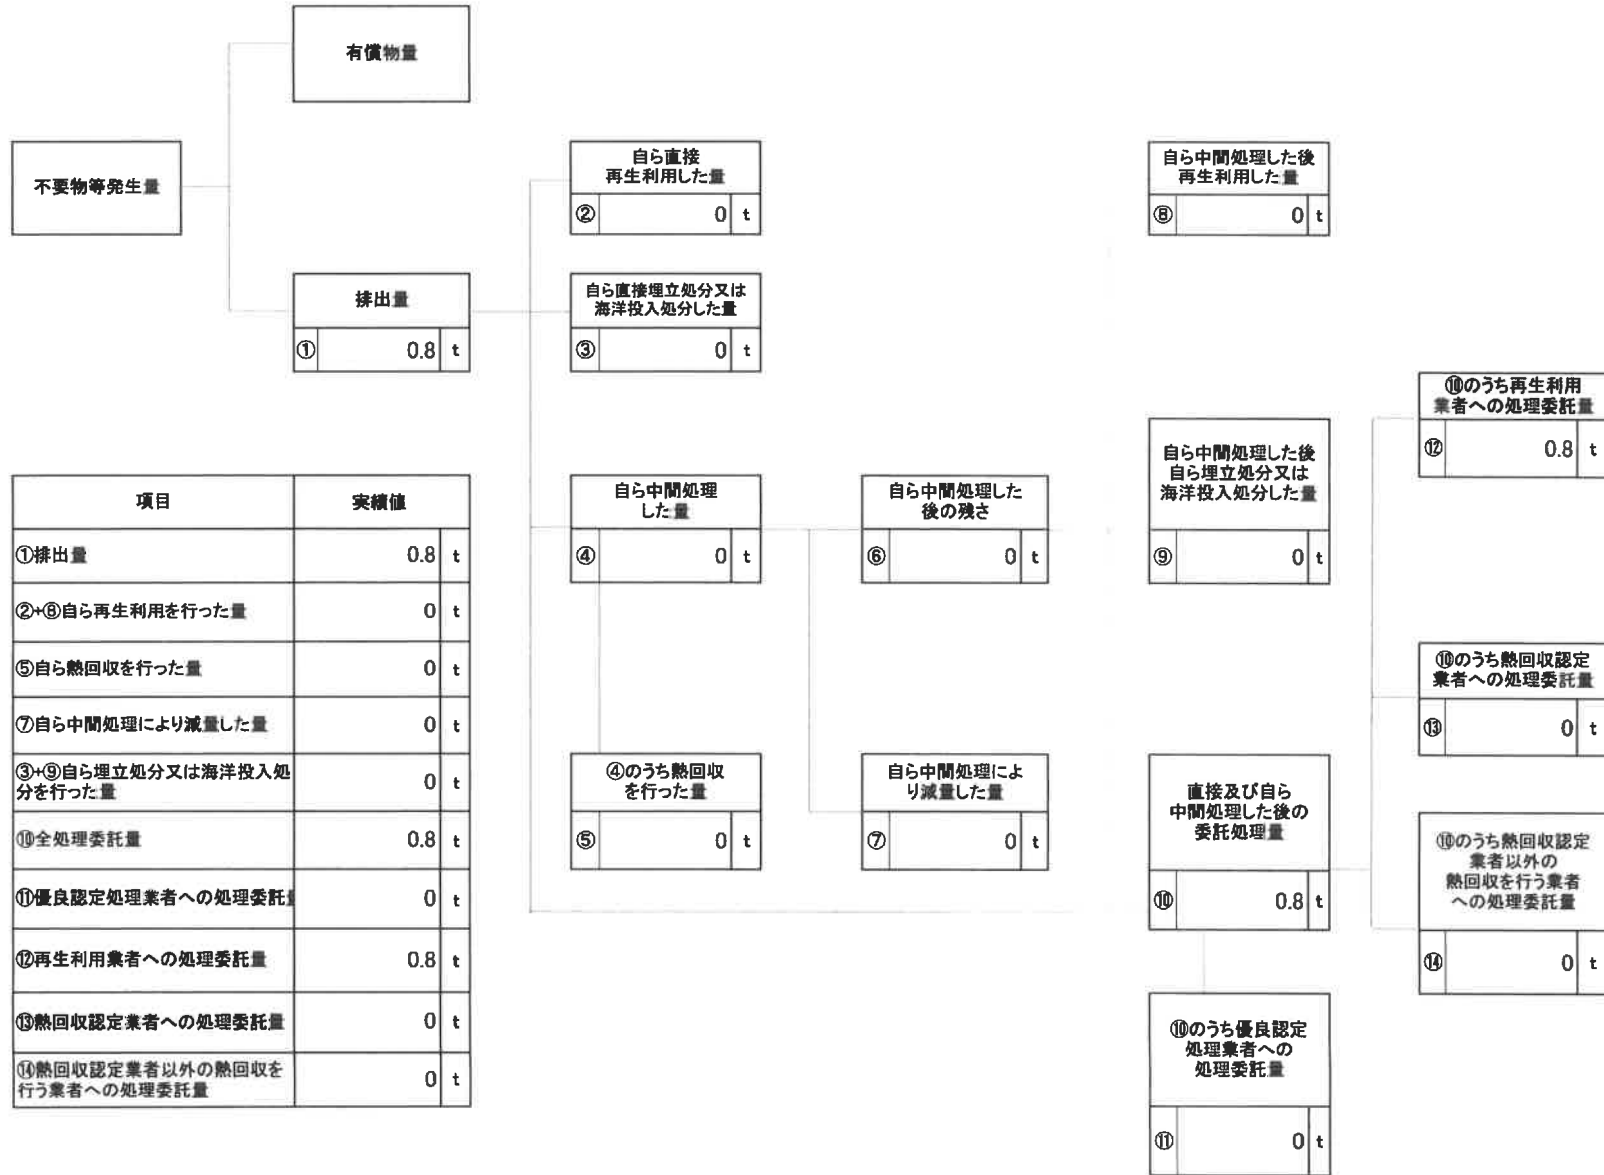 有償物量
不要物等発生量
自ら直接
再生利用した量
② 0 t
自ら中間処理した後
再生利用した量
⑧ 0 t
排出量
① 0.8 t
自ら直接埋立処分又は
海洋投入処分した量
③ 0 t
⑩のうち再生利用
業者への処理委託量
⑫ 0.8 t
自ら中間処理した後
自ら埋立処分又は
海洋投入処分した量
⑨ 0 t
自ら中間処理
した量
④ 0 t
自ら中間処理した
後の残さ
⑥ 0 t
項目 実績値
①排出量 0.8 t
②+⑧自ら再生利用を行った量 0 t
⑤自ら熱回収を行った量 0 t
⑦自ら中間処理により減量した量 0 t
③+⑨自ら埋立処分又は海洋投入処
分を行った量 0 t
⑩全処理委託量 0.8 t
⑪優良認定処理業者への処理委託量 0 t
⑫再生利用業者への処理委託量 0.8 t
⑬熱回収認定業者への処理委託量 0 t
⑭熱回収認定業者以外の熱回収を
行う業者への処理委託量 0 t
⑩のうち熱回収認定
業者への処理委託量
⑬ 0 t
④のうち熱回収
を行った量
⑤ 0 t
自ら中間処理によ
り減量した量
⑦ 0 t
直接及び自ら
中間処理した後の
委託処理量
⑩ 0.8 t
⑩のうち熱回収認定
業者以外の
熱回収を行う業者
への処理委託量
⑭ 0 t
⑩のうち優良認定
処理業者への
処理委託量
⑪ 0 t